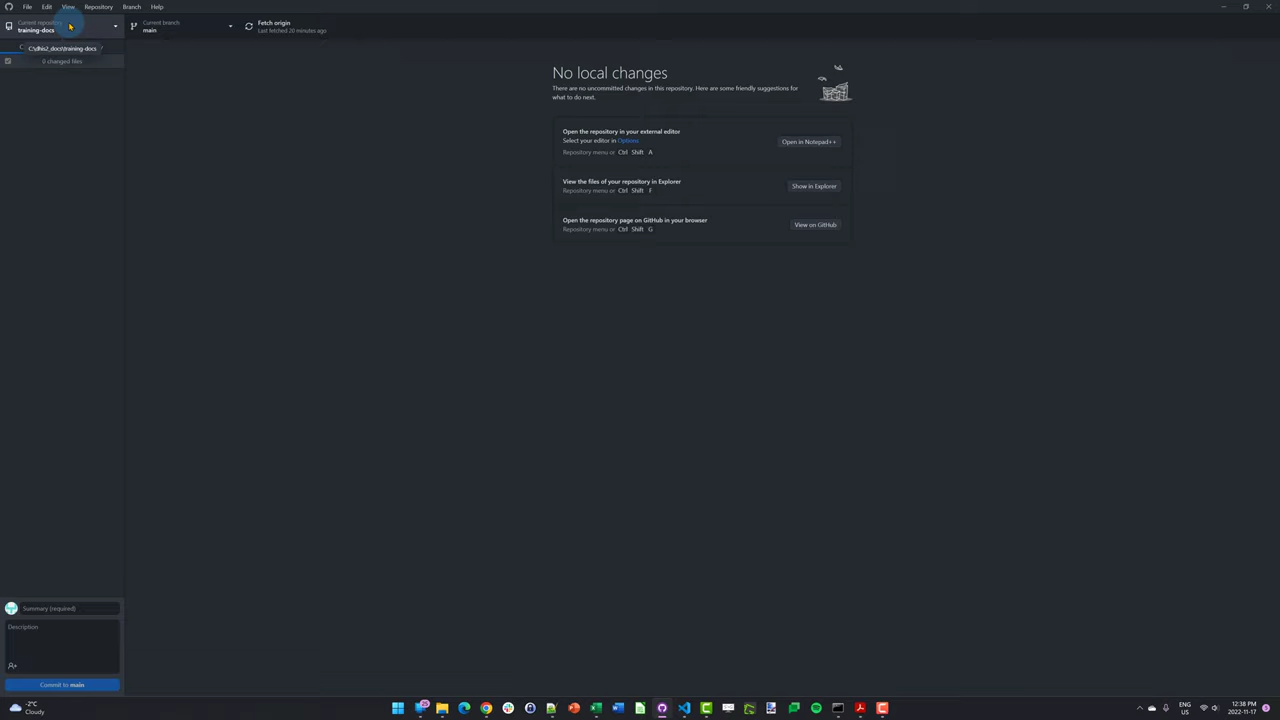 File Edit View Repository Branch Help
Current repository
training-docs
Current branch
main
Fetch origin
Last fetched 20 minutes ago
C:\dhis2_docs\training-docs
0 changed files
No local changes
There are no uncommitted changes in this repository. Here are some friendly suggestions for
what to do next.
Open the repository in your external editor
Select your editor in Options.
Repository menu or Ctrl Shift A
Open in Notepad++
View the files of your repository in Explorer
Repository menu or Ctrl Shift F
Show in Explorer
Open the repository page on GitHub in your browser
Repository menu or Ctrl Shift G
View on GitHub
Summary (required)
Description
Commit to main
-2°C
Cloudy
25
ENG
US
12:38 PM
2022-11-17